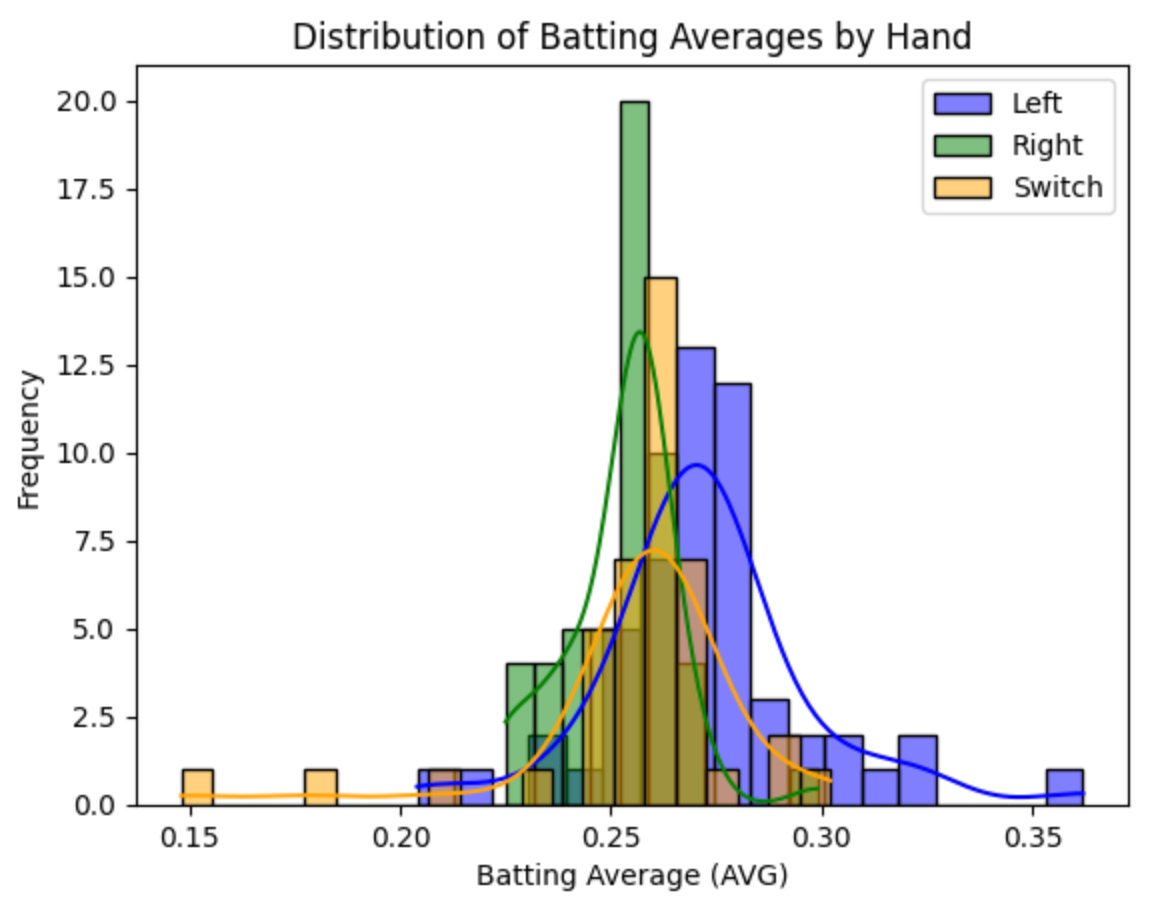 Distribution of Batting Averages by Hand
Left
Right
Switch
20.0
17.5
15.0
12.5
10.0
7.5
5.0
2.5
0.0
Frequency
0.15 0.20 0.25 0.30 0.35
Batting Average (AVG)